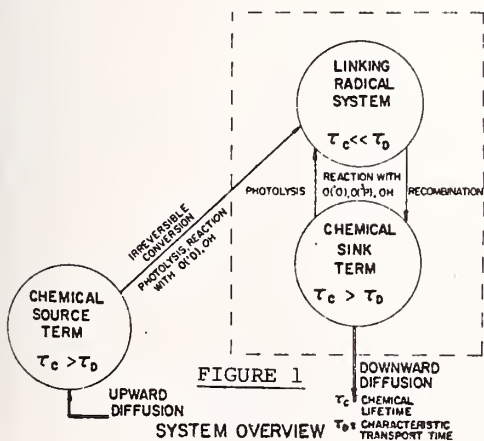 LINKING
RADICAL
SYSTEM
τc<< τD
PHOTOLYSIS
REACTION WITH
O(¹D),O(³P), OH
RECOMBINATION
IRREVERSIBLE
CONVERSION
PHOTOLYSIS, REACTION
WITH O(¹D), OH
CHEMICAL
SINK
TERM
τc > τD
CHEMICAL
SOURCE
TERM
τc >τD
FIGURE 1
DOWNWARD
DIFFUSION
UPWARD
DIFFUSION
τc = CHEMICAL
LIFETIME
τD = CHARACTERISTIC
TRANSPORT TIME
SYSTEM OVERVIEW